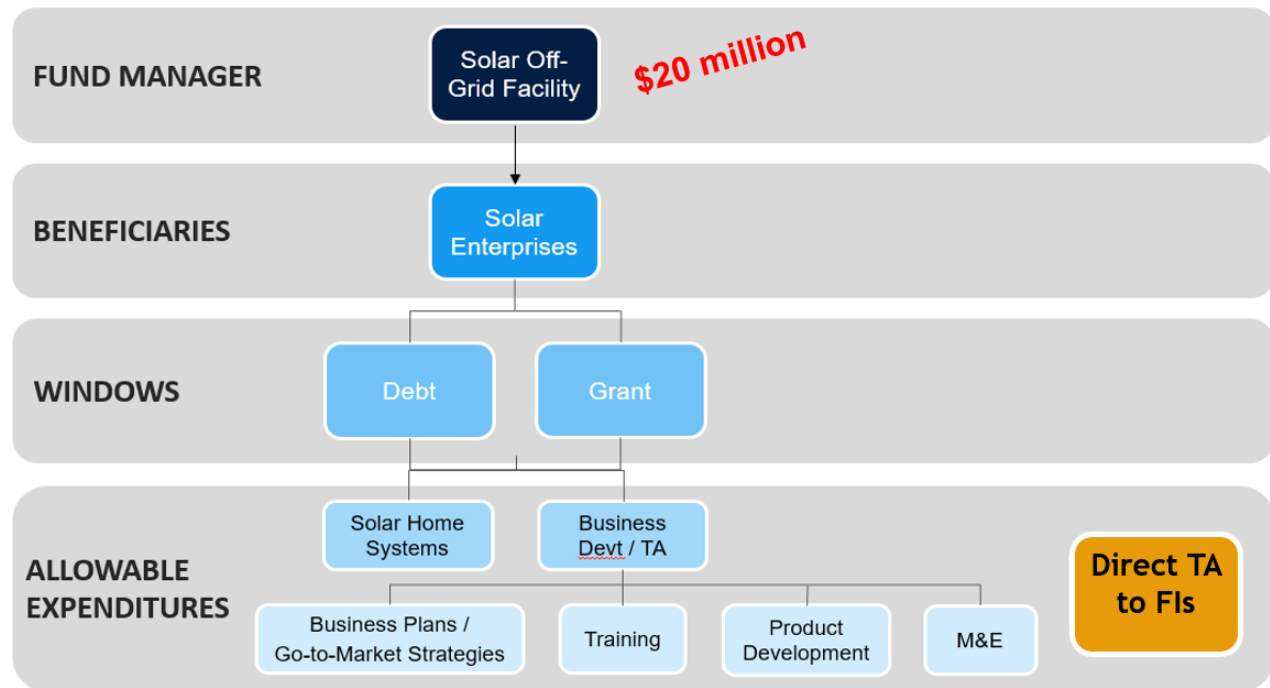 FUND MANAGER
Solar Off-
Grid Facility
$20 million
BENEFICIARIES
Solar
Enterprises
WINDOWS
Debt
Grant
ALLOWABLE
EXPENDITURES
Solar Home
Systems
Business
Devt / TA
Direct TA
to FIs
Business Plans /
Go-to-Market Strategies
Training
Product
Development
M&E